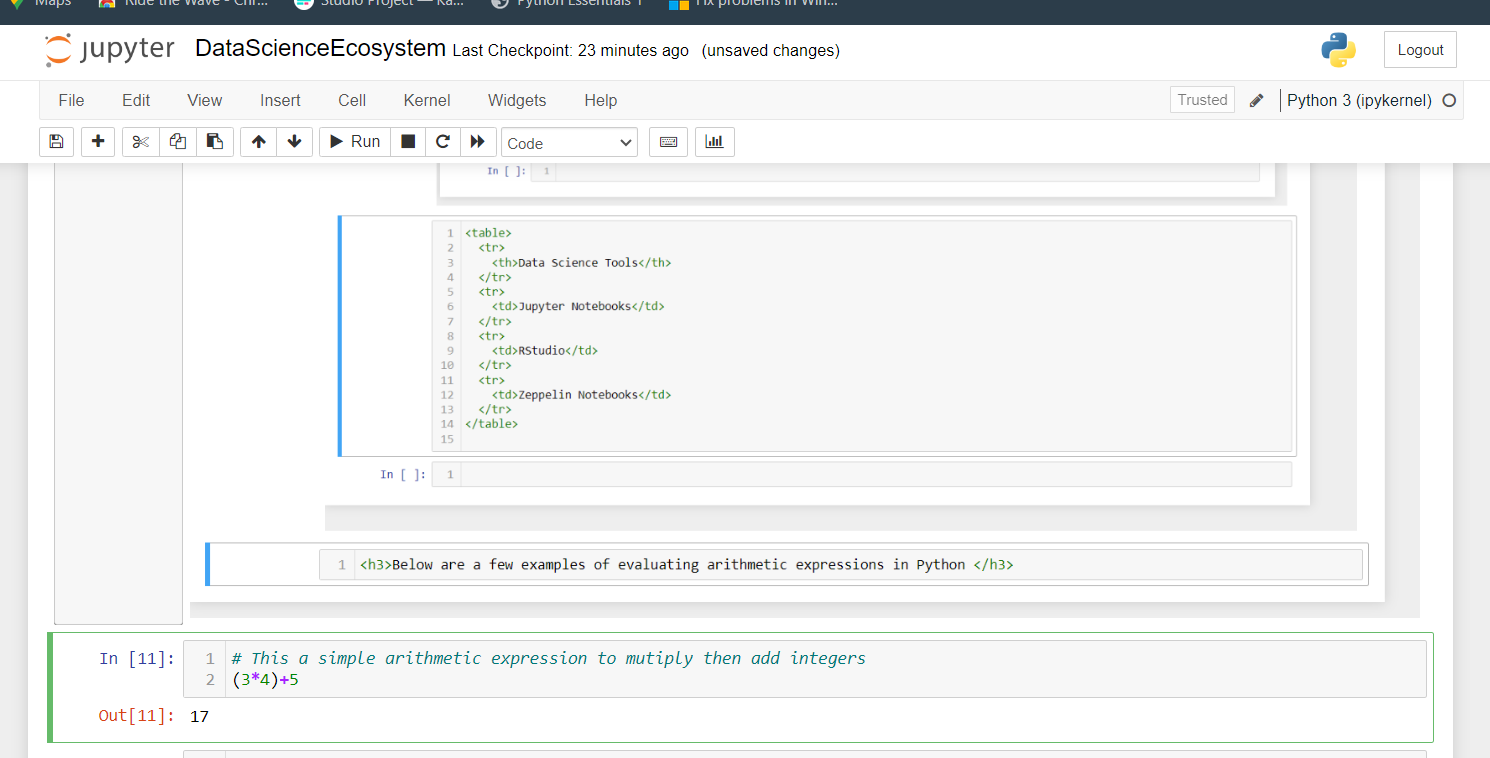 Maps Ride the Wave - Chr... Studio Project — Ka... Python Essentials 1 Fix problems in Win...
jupyter DataScienceEcosystem Last Checkpoint: 23 minutes ago (unsaved changes) Logout
File Edit View Insert Cell Kernel Widgets Help Trusted Python 3 (ipykernel)
Run Code
In [ ]: 1
1 <table>
2 <tr>
3 <th>Data Science Tools</th>
4 </tr>
5 <tr>
6 <td>Jupyter Notebooks</td>
7 </tr>
8 <tr>
9 <td>RStudio</td>
10 </tr>
11 <tr>
12 <td>Zeppelin Notebooks</td>
13 </tr>
14 </table>
15
In [ ]: 1
1 <h3>Below are a few examples of evaluating arithmetic expressions in Python </h3>
In [11]: 1 # This a simple arithmetic expression to mutiply then add integers
2 (3*4)+5
Out[11]: 17